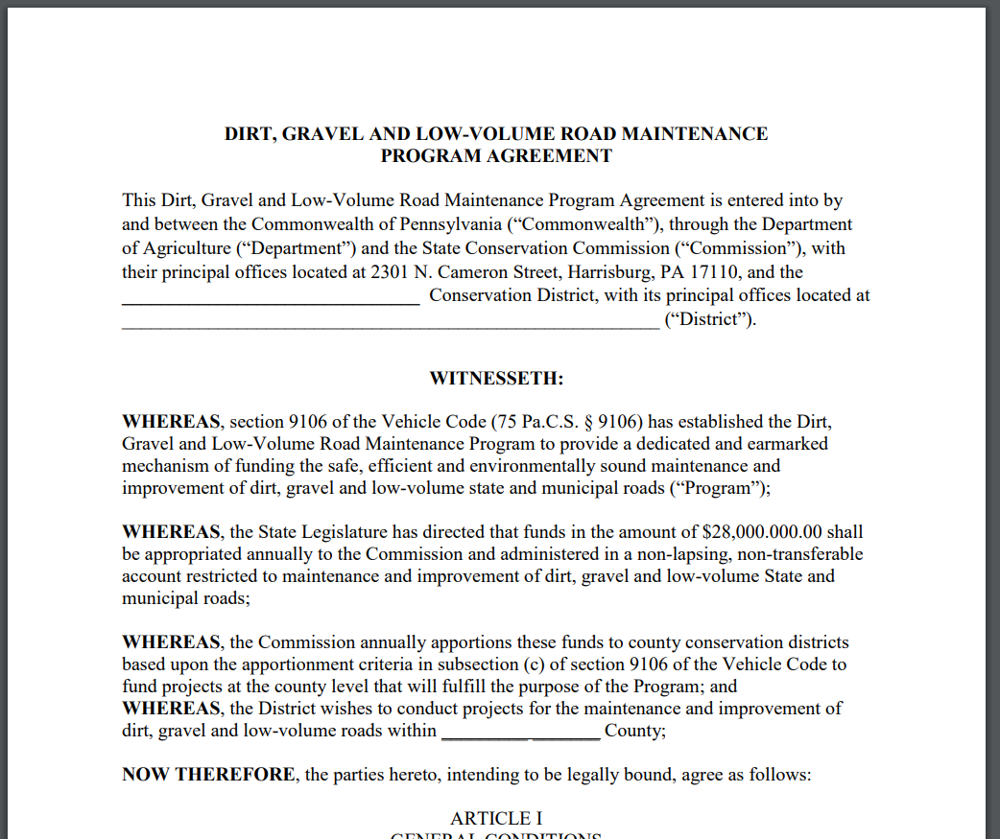 DIRT, GRAVEL AND LOW-VOLUME ROAD MAINTENANCE
PROGRAM AGREEMENT
This Dirt, Gravel and Low-Volume Road Maintenance Program Agreement is entered into by
and between the Commonwealth of Pennsylvania (“Commonwealth”), through the Department
of Agriculture (“Department”) and the State Conservation Commission (“Commission”), with
their principal offices located at 2301 N. Cameron Street, Harrisburg, PA 17110, and the
_______________________________ Conservation District, with its principal offices located at
________________________________________________________ (“District”).
WITNESSETH:
WHEREAS, section 9106 of the Vehicle Code (75 Pa.C.S. § 9106) has established the Dirt,
Gravel and Low-Volume Road Maintenance Program to provide a dedicated and earmarked
mechanism of funding the safe, efficient and environmentally sound maintenance and
improvement of dirt, gravel and low-volume state and municipal roads (“Program”);
WHEREAS, the State Legislature has directed that funds in the amount of $28,000.000.00 shall
be appropriated annually to the Commission and administered in a non-lapsing, non-transferable
account restricted to maintenance and improvement of dirt, gravel and low-volume State and
municipal roads;
WHEREAS, the Commission annually apportions these funds to county conservation districts
based upon the apportionment criteria in subsection (c) of section 9106 of the Vehicle Code to
fund projects at the county level that will fulfill the purpose of the Program; and
WHEREAS, the District wishes to conduct projects for the maintenance and improvement of
dirt, gravel and low-volume roads within _________ _______ County;
NOW THEREFORE, the parties hereto, intending to be legally bound, agree as follows:
ARTICLE I
GENERAL CONDITIONS